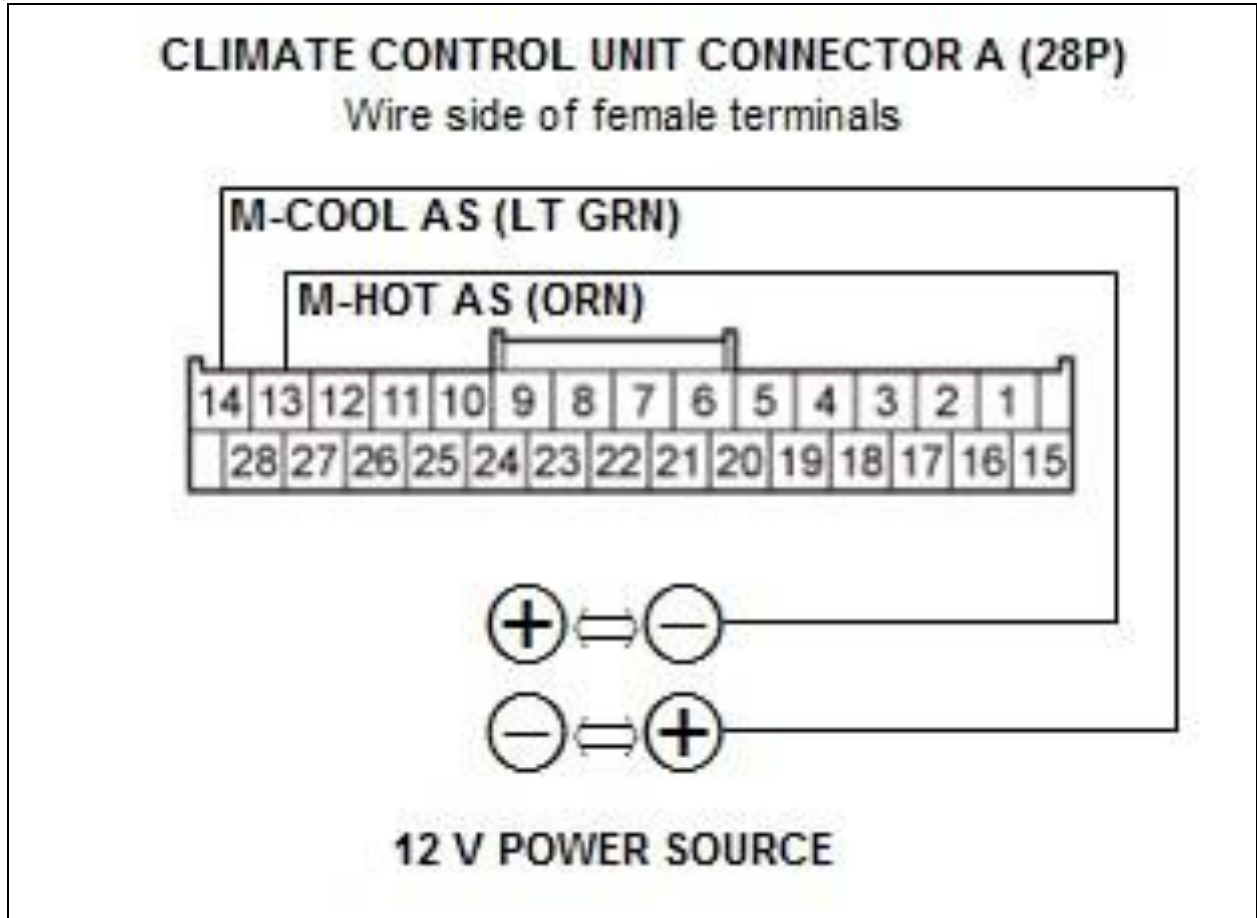 CLIMATE CONTROL UNIT CONNECTOR A (28P)
Wire side of female terminals
M-COOL AS (LT GRN)
M-HOT AS (ORN)
14 13 12 11 10 9 8 7 6 5 4 3 2 1
28 27 26 25 24 23 22 21 20 19 18 17 16 15
+ −
− +
12 V POWER SOURCE